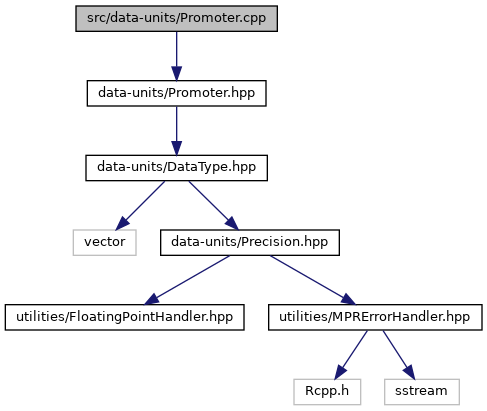 src/data-units/Promoter.cpp
data-units/Promoter.hpp
data-units/DataType.hpp
vector
data-units/Precision.hpp
utilities/FloatingPointHandler.hpp
utilities/MPRErrorHandler.hpp
Rcpp.h
sstream